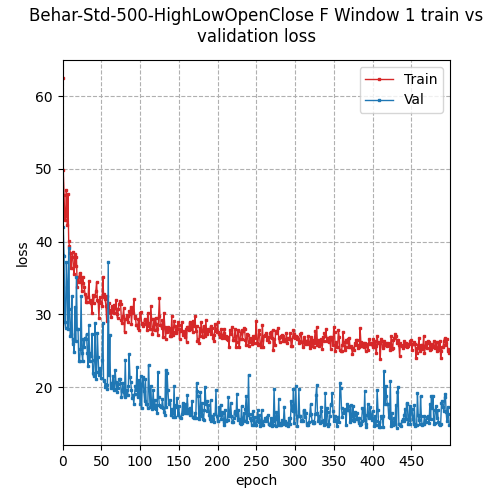 Behar-Std-500-HighLowOpenClose F Window 1 train vs
validation loss
Train
Val
60
50
40
30
20
loss
0 50 100 150 200 250 300 350 400 450
epoch